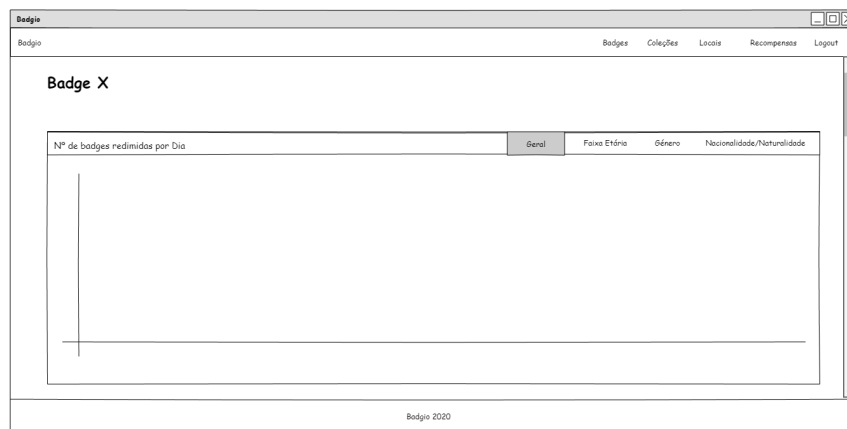 Badgio
Badgio Badges Coleções Locais Recompensas Logout
Badge X
Nº de badges redimidas por Dia Geral Faixa Etária Género Nacionalidade/Naturalidade
Badgio 2020